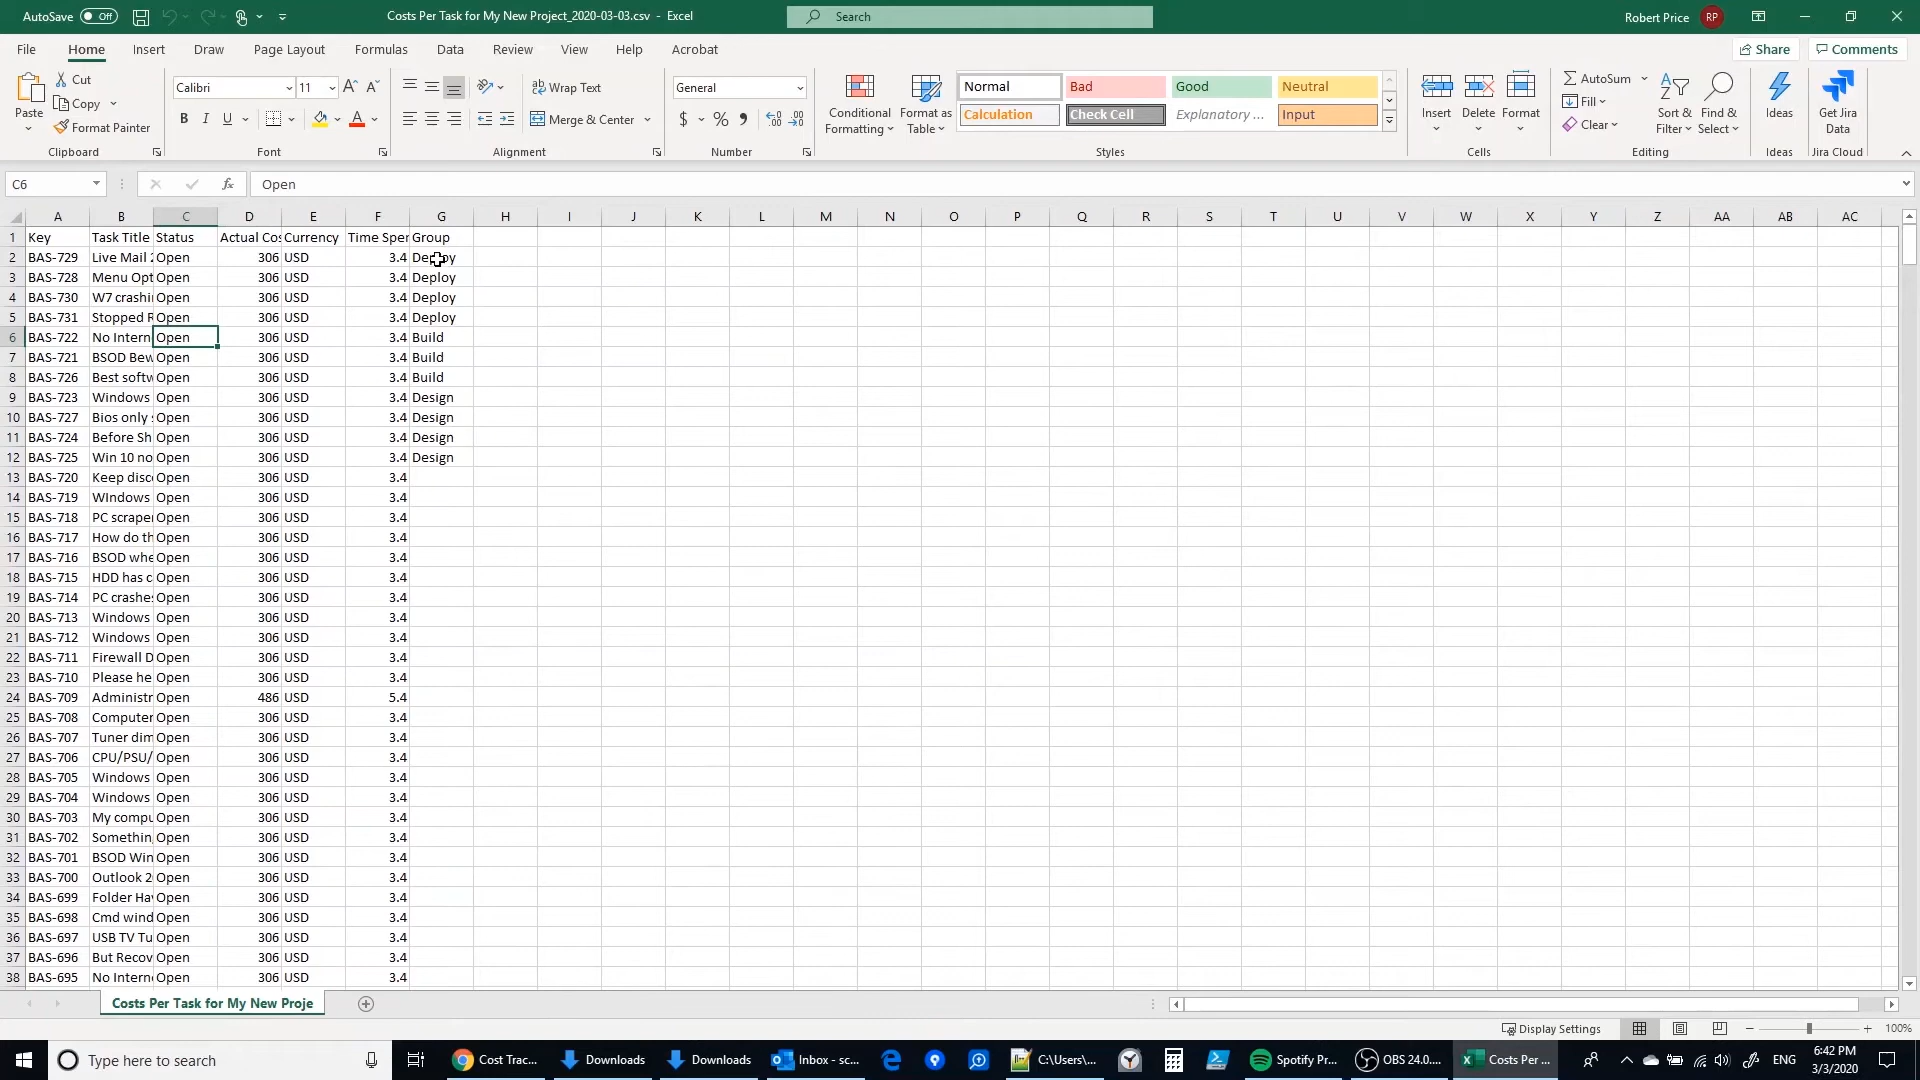 AutoSave Off
Costs Per Task for My New Project_2020-03-03.csv - Excel
Search
Robert Price RP
File Home Insert Draw Page Layout Formulas Data Review View Help Acrobat Share Comments
Paste Cut Copy Format Painter
Calibri 11 A A B I U A
Wrap Text
Merge & Center
General
$ % ,
Conditional Formatting
Format as Table
Normal Bad Good Neutral
Calculation Check Cell Explanatory ... Input
Insert Delete Format
AutoSum Fill Clear
Sort & Filter
Find & Select
Ideas
Get Jira Data
Clipboard Font Alignment Number Styles Cells Editing Ideas Jira Cloud
C6 fx Open
A B C D E F G H I J K L M N O P Q R S T U V W X Y Z AA AB AC
1 Key Task Title Status Actual Cos Currency Time Sper Group
2 BAS-729 Live Mail 2 Open 306 USD 3.4 Deploy
3 BAS-728 Menu Opt Open 306 USD 3.4 Deploy
4 BAS-730 W7 crashi Open 306 USD 3.4 Deploy
5 BAS-731 Stopped R Open 306 USD 3.4 Deploy
6 BAS-722 No Intern Open 306 USD 3.4 Build
7 BAS-721 BSOD Bew Open 306 USD 3.4 Build
8 BAS-726 Best softw Open 306 USD 3.4 Build
9 BAS-723 Windows Open 306 USD 3.4 Design
10 BAS-727 Bios only s Open 306 USD 3.4 Design
11 BAS-724 Before Sh Open 306 USD 3.4 Design
12 BAS-725 Win 10 no Open 306 USD 3.4 Design
13 BAS-720 Keep disc Open 306 USD 3.4
14 BAS-719 WIndows Open 306 USD 3.4
15 BAS-718 PC scraper Open 306 USD 3.4
16 BAS-717 How do th Open 306 USD 3.4
17 BAS-716 BSOD whe Open 306 USD 3.4
18 BAS-715 HDD has c Open 306 USD 3.4
19 BAS-714 PC crashes Open 306 USD 3.4
20 BAS-713 Windows Open 306 USD 3.4
21 BAS-712 Windows Open 306 USD 3.4
22 BAS-711 Firewall D Open 306 USD 3.4
23 BAS-710 Please he Open 306 USD 3.4
24 BAS-709 Administr Open 486 USD 5.4
25 BAS-708 Computer Open 306 USD 3.4
26 BAS-707 Tuner dim Open 306 USD 3.4
27 BAS-706 CPU/PSU/ Open 306 USD 3.4
28 BAS-705 Windows Open 306 USD 3.4
29 BAS-704 Windows Open 306 USD 3.4
30 BAS-703 My compu Open 306 USD 3.4
31 BAS-702 Something Open 306 USD 3.4
32 BAS-701 BSOD Win Open 306 USD 3.4
33 BAS-700 Outlook 2 Open 306 USD 3.4
34 BAS-699 Folder Hav Open 306 USD 3.4
35 BAS-698 Cmd wind Open 306 USD 3.4
36 BAS-697 USB TV Tu Open 306 USD 3.4
37 BAS-696 But Recov Open 306 USD 3.4
38 BAS-695 No Intern Open 306 USD 3.4
Costs Per Task for My New Proje
Display Settings 100%
Type here to search
Cost Trac... Downloads Downloads Inbox - sc... C:\Users\... Spotify Pr... OBS 24.0.... Costs Per ... ENG
6:42 PM
3/3/2020